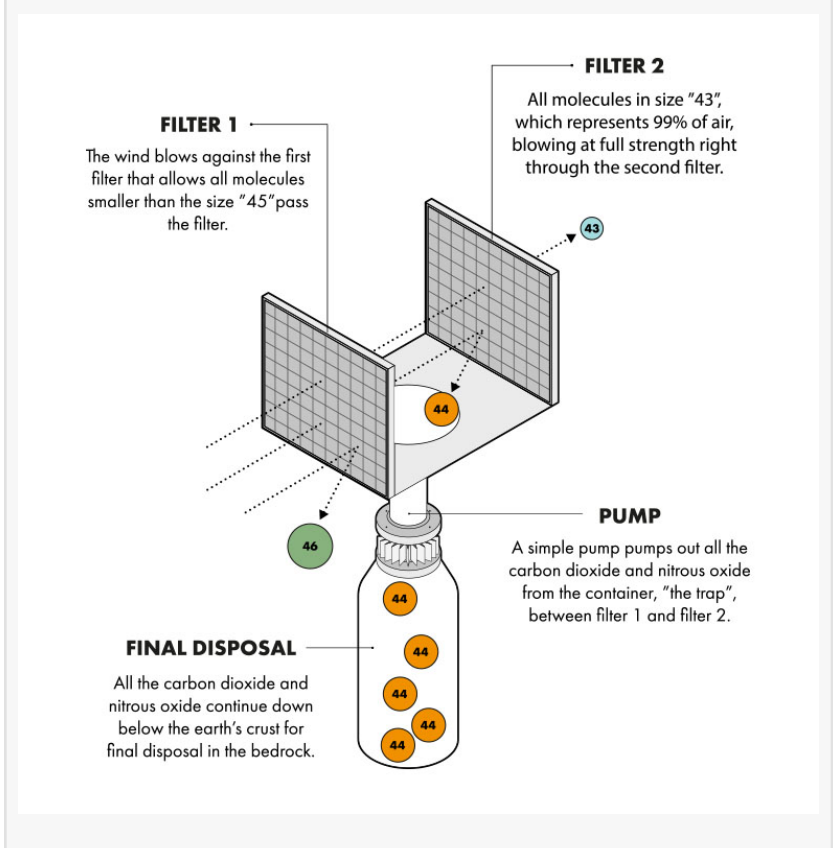 FILTER 2
All molecules in size "43",
which represents 99% of air,
blowing at full strength right
through the second filter.
FILTER 1
The wind blows against the first
filter that allows all molecules
smaller than the size "45"pass
the filter.
43
44
46
PUMP
A simple pump pumps out all the
carbon dioxide and nitrous oxide
from the container, "the trap",
between filter 1 and filter 2.
44
44
44
44
44
FINAL DISPOSAL
All the carbon dioxide and
nitrous oxide continue down
below the earth's crust for
final disposal in the bedrock.